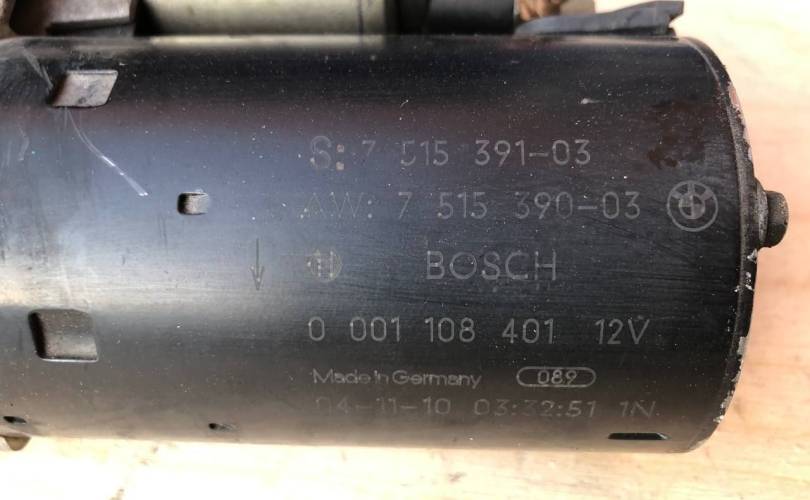 S: 7 515 391-03
AW: 7 515 390-03
BOSCH
0 001 108 401 12V
Made in Germany 089
04-11-10 03:32:51 1N